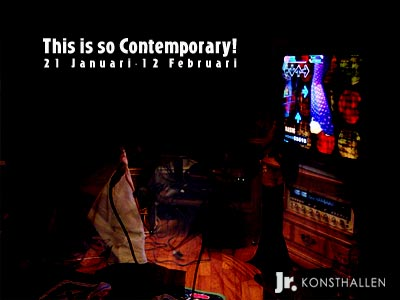 This is so Contemporary!
21 Januari-12 Februari
Jr. KONSTHALLEN